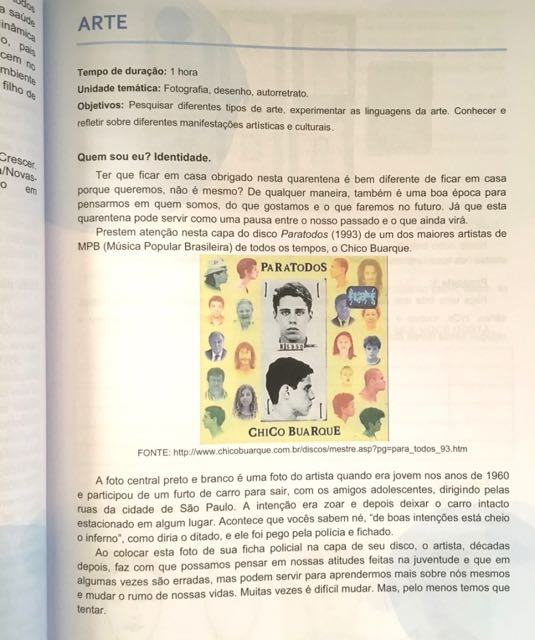 a saúde
inâmica
o, pais
cem no
mbiente
filho de
Crescer,
a/Novas-
o em
ARTE
Tempo de duração: 1 hora
Unidade temática: Fotografia, desenho, autorretrato.
Objetivos: Pesquisar diferentes tipos de arte, experimentar as linguagens da arte. Conhecer e
refletir sobre diferentes manifestações artísticas e culturais.
Quem sou eu? Identidade.
Ter que ficar em casa obrigado nesta quarentena é bem diferente de ficar em casa
porque queremos, não é mesmo? De qualquer maneira, também é uma boa época para
pensarmos em quem somos, do que gostamos e o que faremos no futuro. Já que esta
quarentena pode servir como uma pausa entre o nosso passado e o que ainda virá.
Prestem atenção nesta capa do disco Paratodos (1993) de um dos maiores artistas de
MPB (Música Popular Brasileira) de todos os tempos, o Chico Buarque.
PARATODOS
CHICO BUARQUE
FONTE: http://www.chicobuarque.com.br/discos/mestre.asp?pg=para_todos_93.htm
A foto central preto e branco é uma foto do artista quando era jovem nos anos de 1960
e participou de um furto de carro para sair, com os amigos adolescentes, dirigindo pelas
ruas da cidade de São Paulo. A intenção era zoar e depois deixar o carro intacto
estacionado em algum lugar. Acontece que vocês sabem né, “de boas intenções está cheio
o inferno”, como diria o ditado, e ele foi pego pela polícia e fichado.
Ao colocar esta foto de sua ficha policial na capa de seu disco, o artista, décadas
depois, faz com que possamos pensar em nossas atitudes feitas na juventude e que em
algumas vezes são erradas, mas podem servir para aprendermos mais sobre nós mesmos
e mudar o rumo de nossas vidas. Muitas vezes é difícil mudar. Mas, pelo menos temos que
tentar.